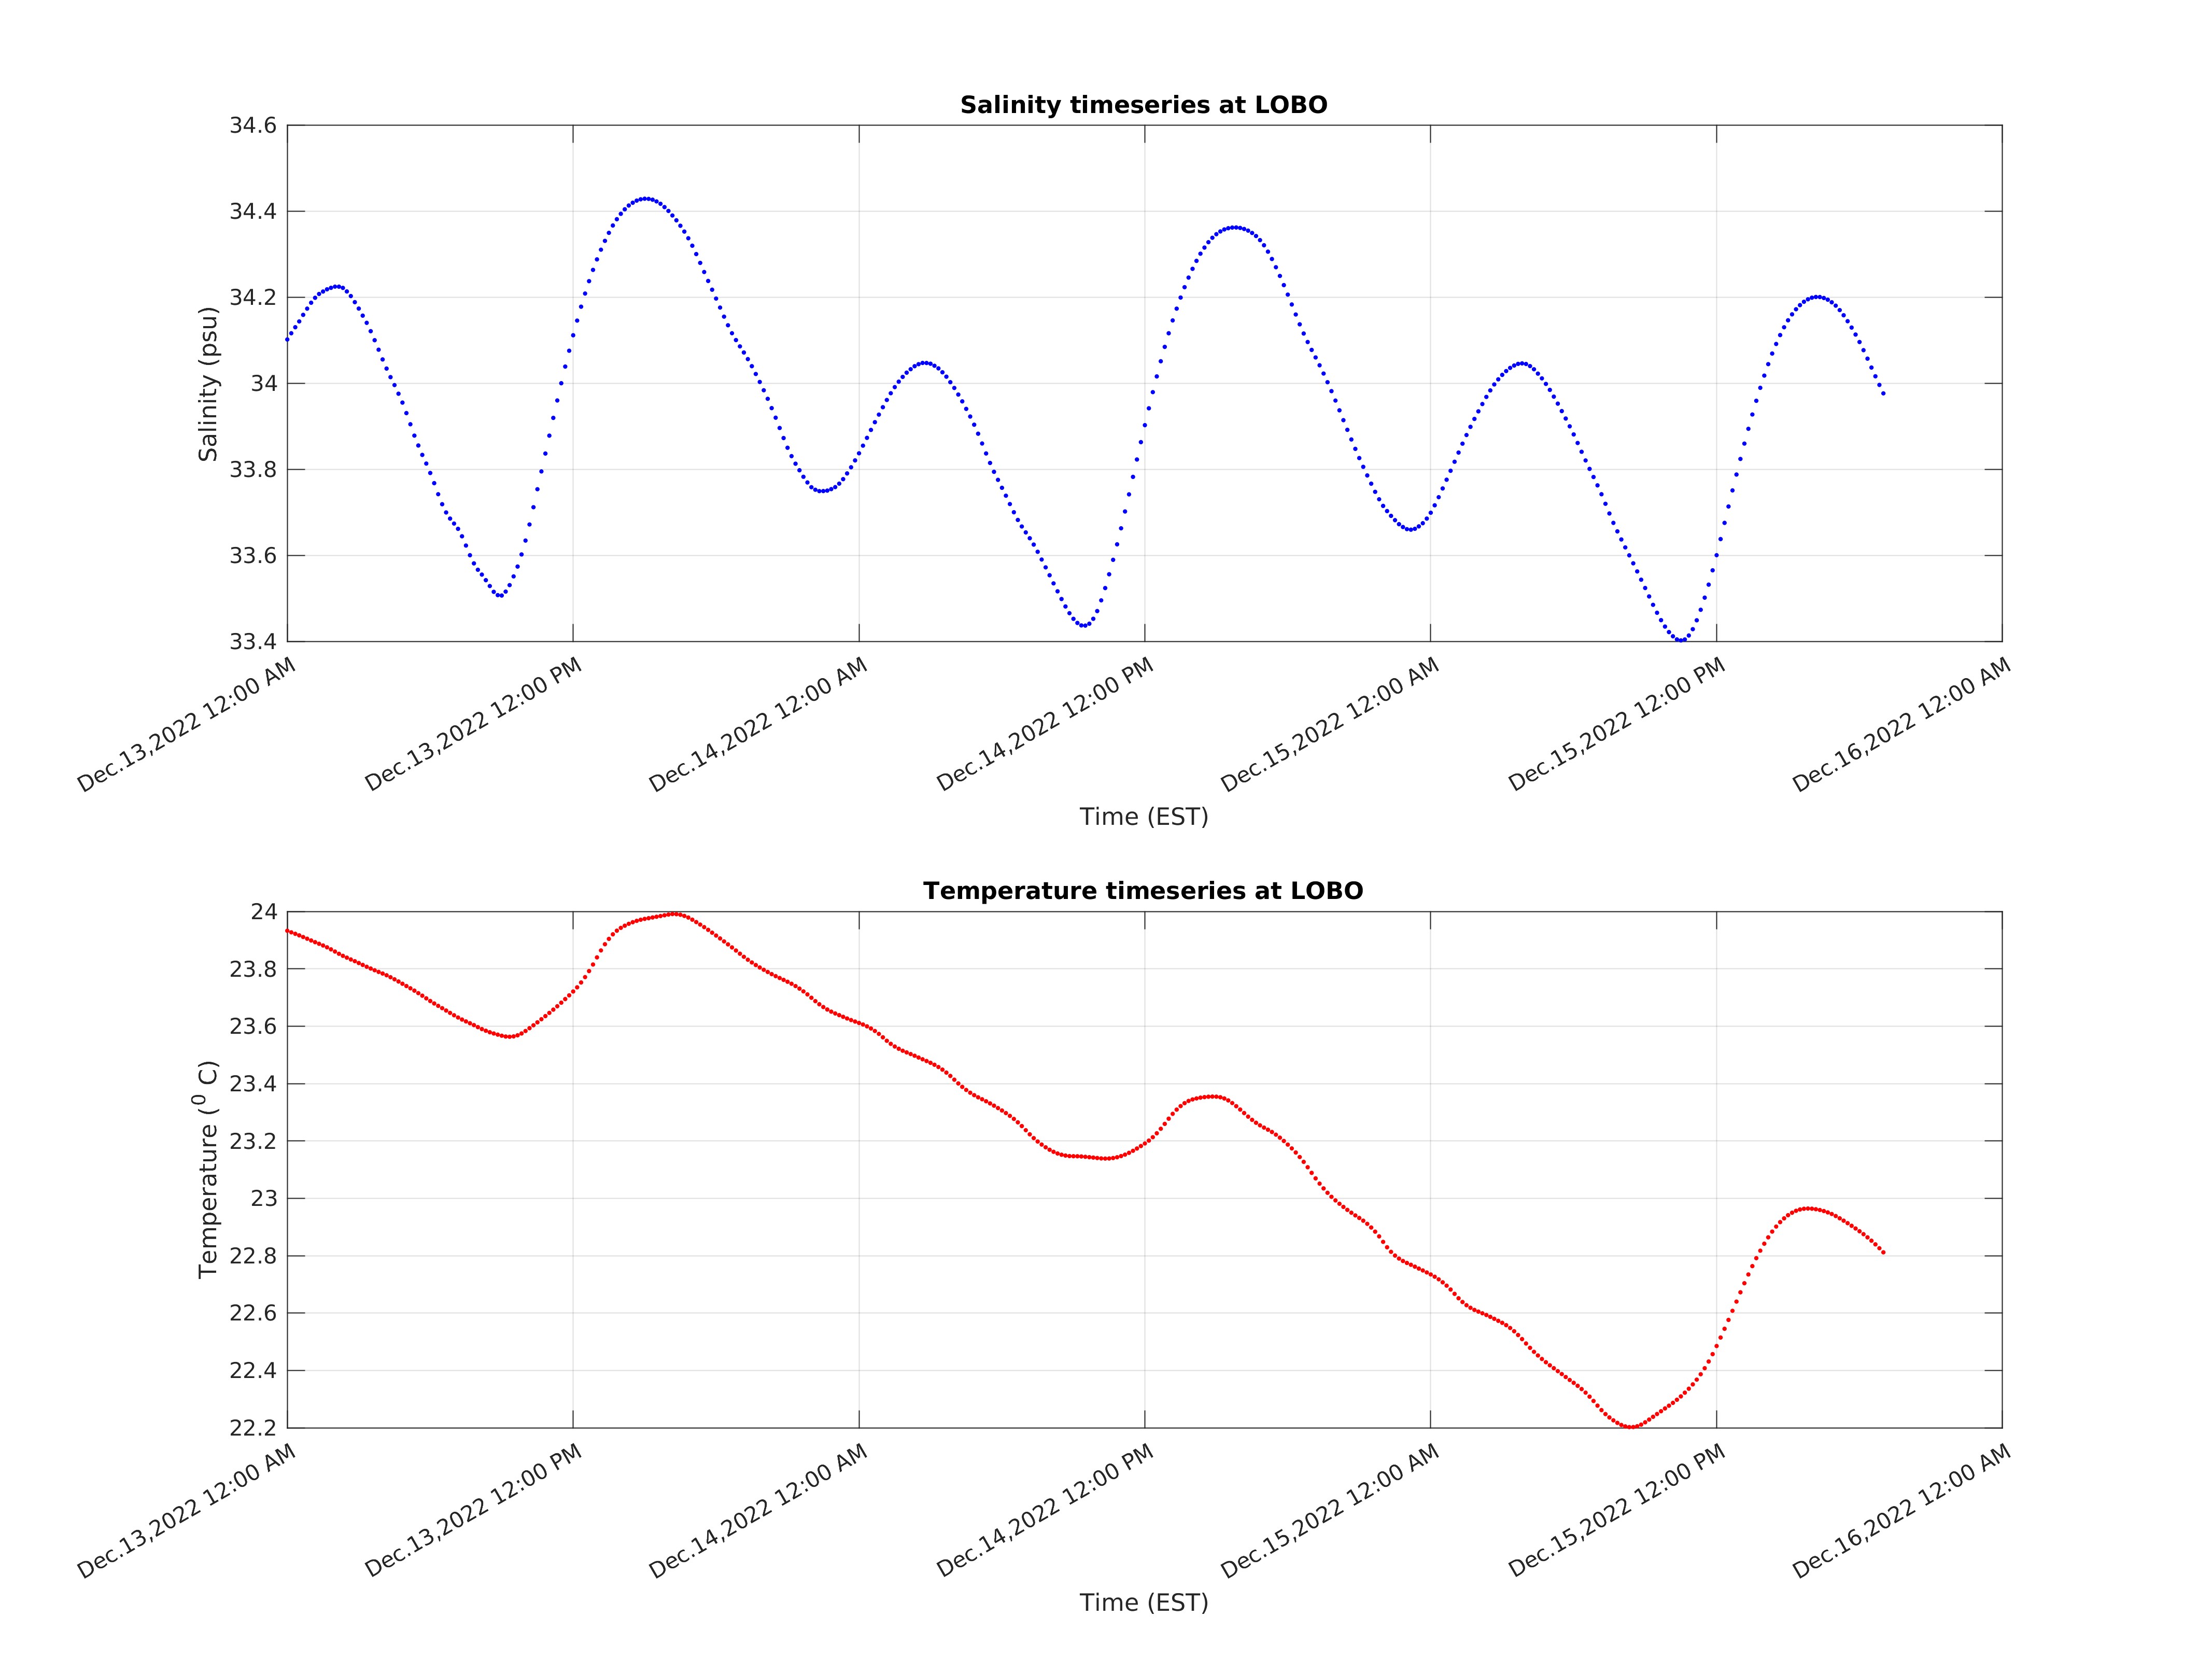 Salinity timeseries at LOBO
34.6
34.4
34.2
34
33.8
33.6
33.4
Salinity (psu)
Dec.13,2022 12:00 AM
Dec.13,2022 12:00 PM
Dec.14,2022 12:00 AM
Dec.14,2022 12:00 PM
Dec.15,2022 12:00 AM
Dec.15,2022 12:00 PM
Dec.16,2022 12:00 AM
Time (EST)
Temperature timeseries at LOBO
24
23.8
23.6
23.4
23.2
23
22.8
22.6
22.4
22.2
Temperature (⁰ C)
Dec.13,2022 12:00 AM
Dec.13,2022 12:00 PM
Dec.14,2022 12:00 AM
Dec.14,2022 12:00 PM
Dec.15,2022 12:00 AM
Dec.15,2022 12:00 PM
Dec.16,2022 12:00 AM
Time (EST)